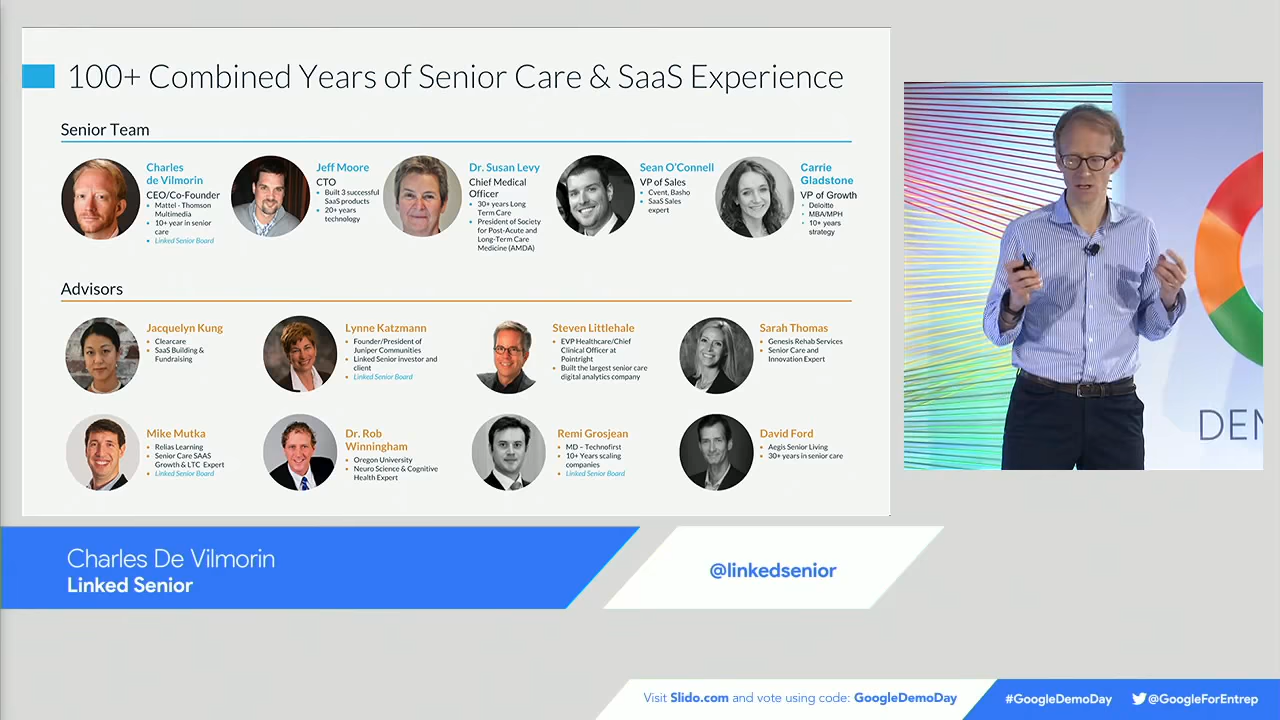 100+ Combined Years of Senior Care & SaaS Experience
Senior Team
Charles
de Vilmorin
CEO/Co-Founder
Mattel - Thomson
Multimedia
10+ year in senior
care
Linked Senior Board
Jeff Moore
CTO
Built 3 successful
SaaS products
20+ years
technology
Dr. Susan Levy
Chief Medical
Officer
30+ years Long
Term Care
President of Society
for Post-Acute and
Long-Term Care
Medicine (AMDA)
Sean O'Connell
VP of Sales
Cvent, Basho
SaaS Sales
expert
Carrie
Gladstone
VP of Growth
Deloitte
MBA/MPH
10+ years
strategy
Advisors
Jacquelyn Kung
Clearcare
SaaS Building &
Fundraising
Lynne Katzmann
Founder/President of
Juniper Communities
Linked Senior investor and
client
Linked Senior Board
Steven Littlehale
EVP Healthcare/Chief
Clinical Officer at
Pointright
Built the largest senior care
digital analytics company
Sarah Thomas
Genesis Rehab Services
Senior Care and
Innovation Expert
Mike Mutka
Relias Learning
Senior Care SAAS
Growth & LTC Expert
Linked Senior Board
Dr. Rob
Winningham
Oregon University
Neuro Science & Cognitive
Health Expert
Remi Grosjean
MD – Technofirst
10+ Years scaling
companies
Linked Senior Board
David Ford
Aegis Senior Living
30+ years in senior care
DEM
Charles De Vilmorin
Linked Senior
@linkedsenior
Visit Slido.com and vote using code: GoogleDemoDay
#GoogleDemoDay
@GoogleForEntrep